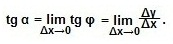 tg α = lim tg φ = lim Δy/Δx.
Δx→0 Δx→0